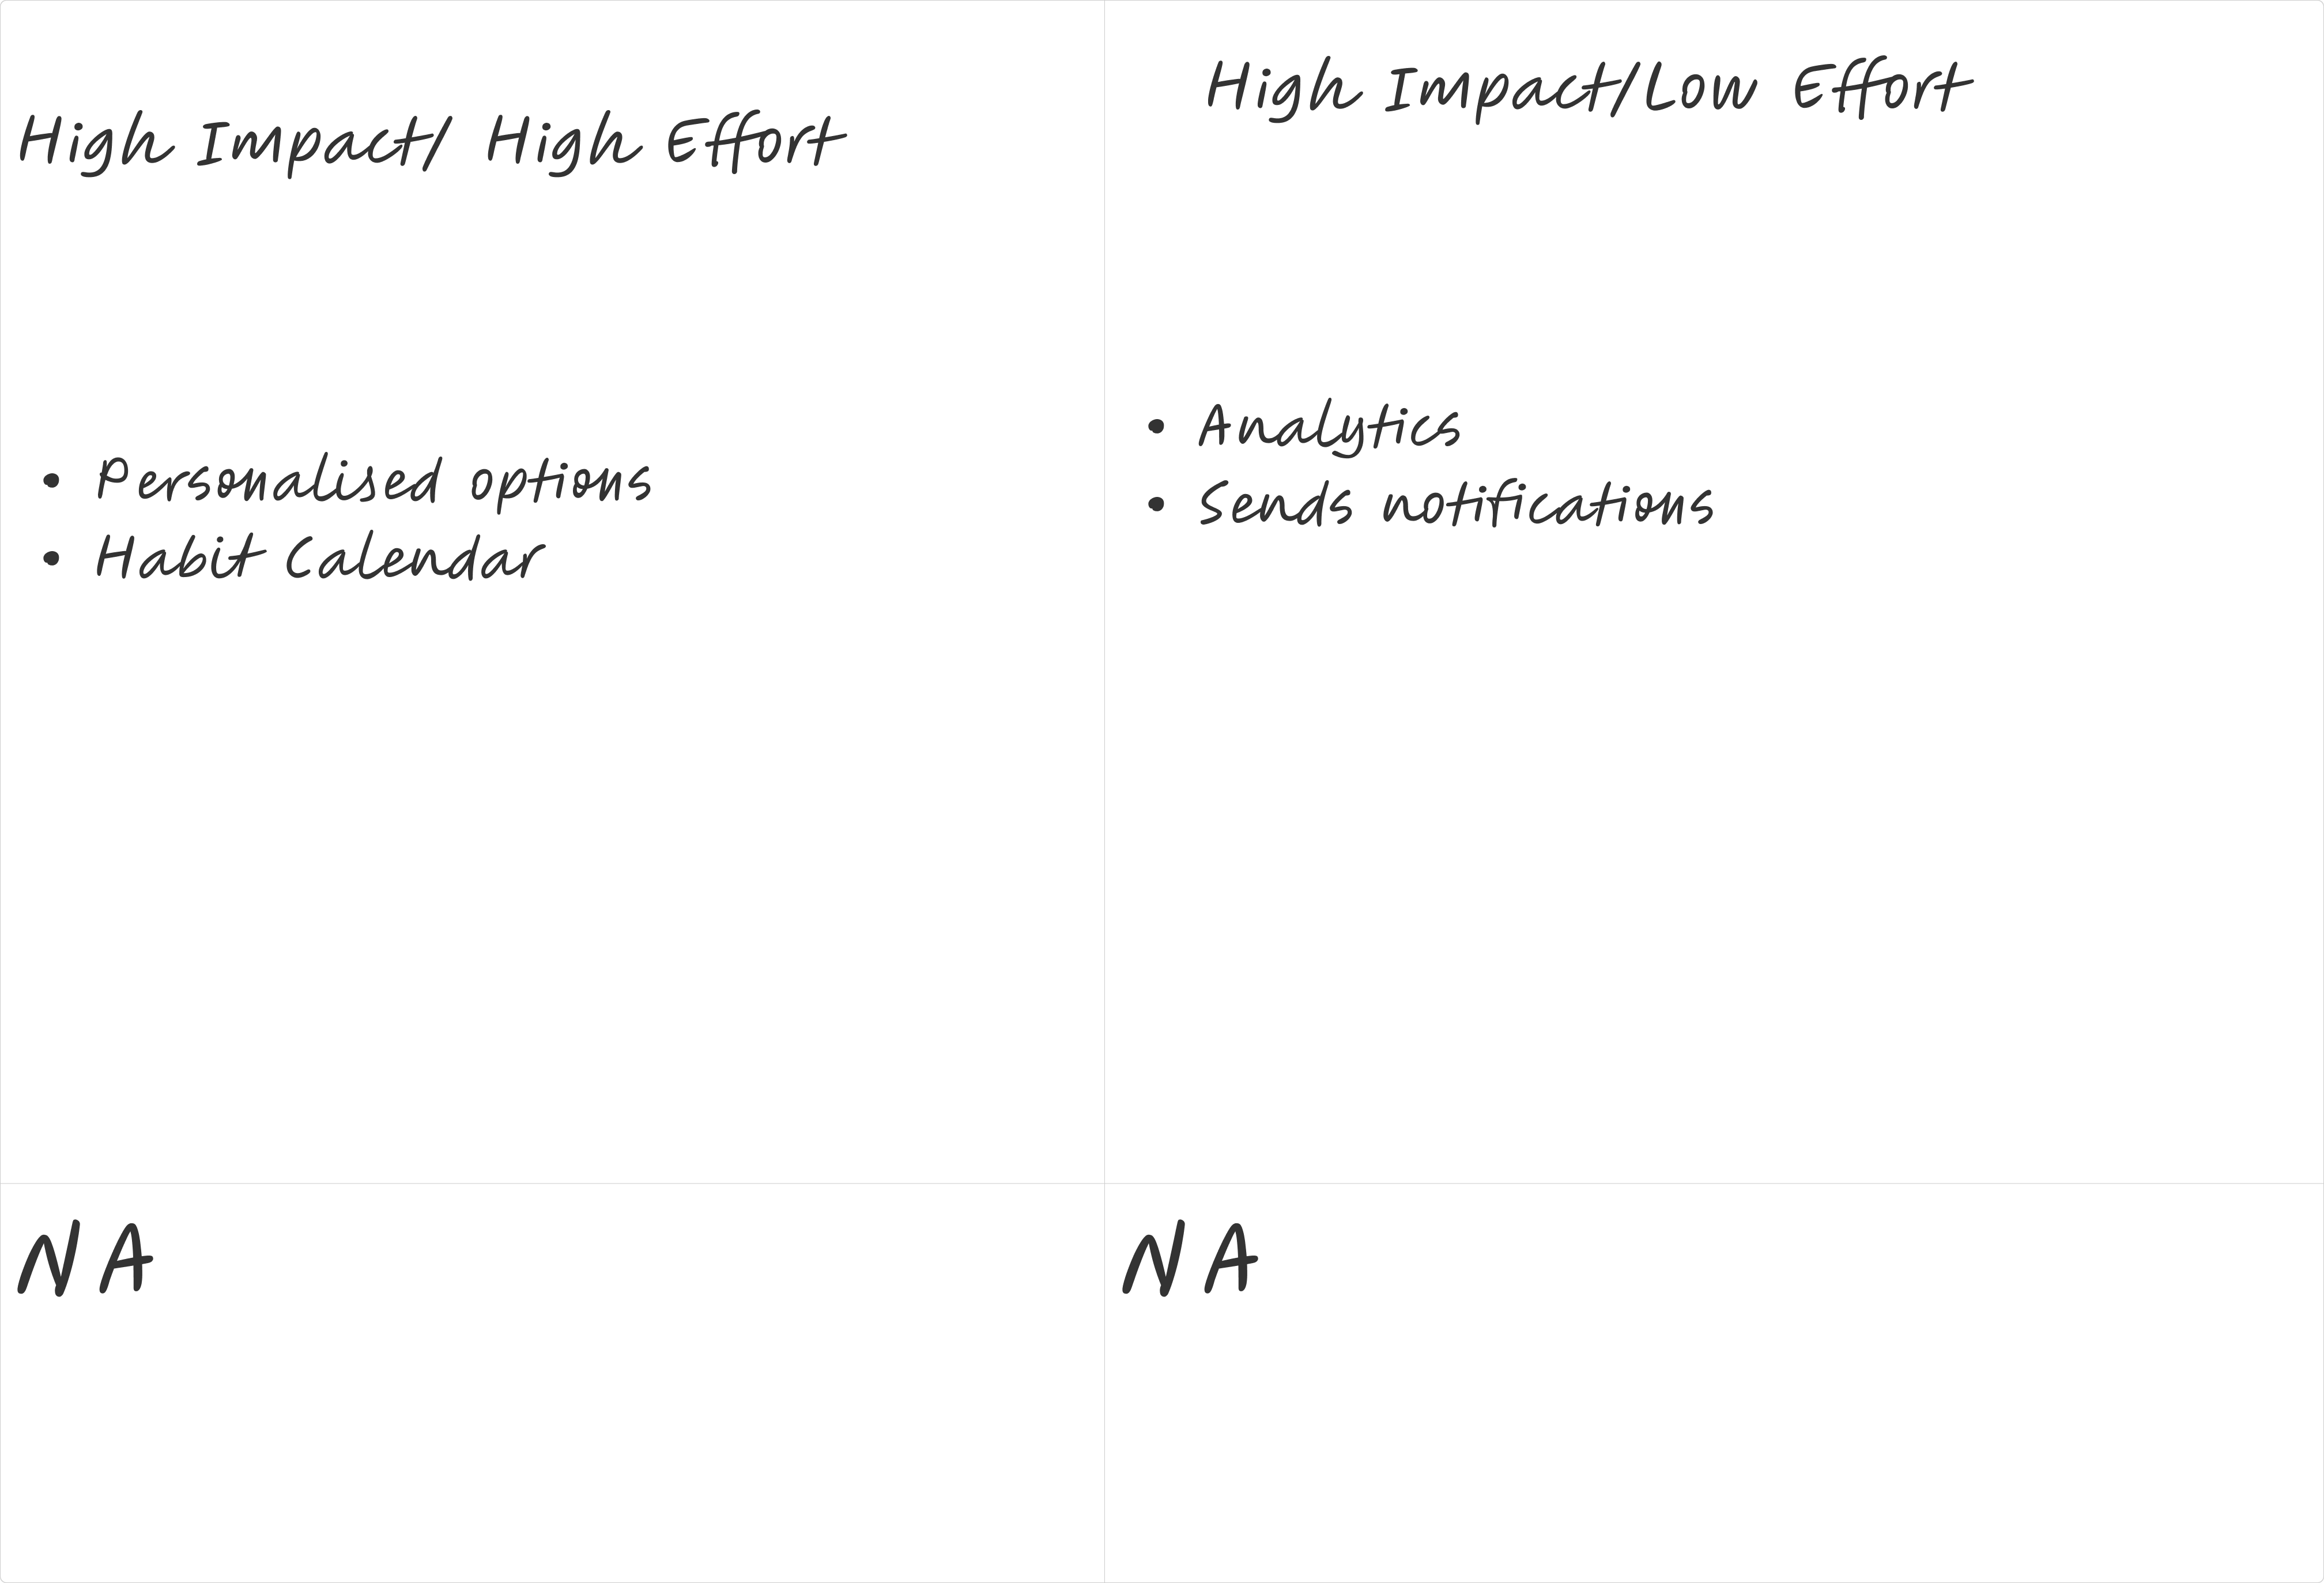 High Impact/ High Effort
• Personalised options
• Habit Calendar
High Impact/Low Effort
• Analytics
• Sends notifications
NA
NA